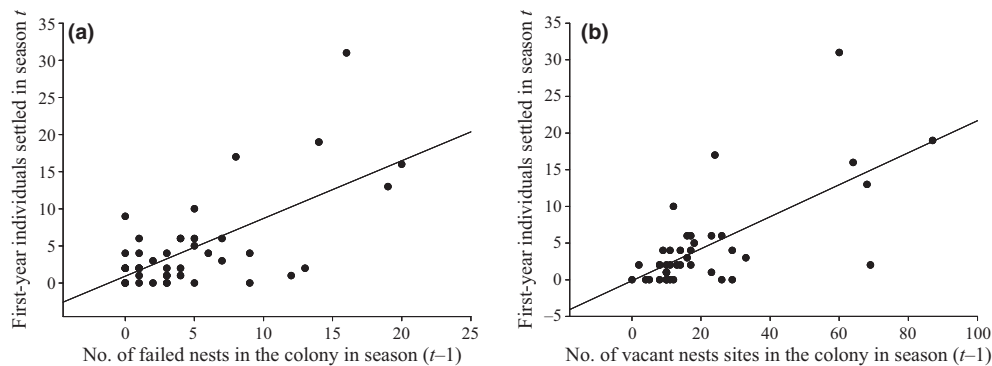 (a)
First-year individuals settled in season t
35
30
25
20
15
10
5
0
0 5 10 15 20 25
No. of failed nests in the colony in season (t–1)
(b)
First-year individuals settled in season t
35
30
25
20
15
10
5
0
–5
0 20 40 60 80 100
No. of vacant nests sites in the colony in season (t–1)